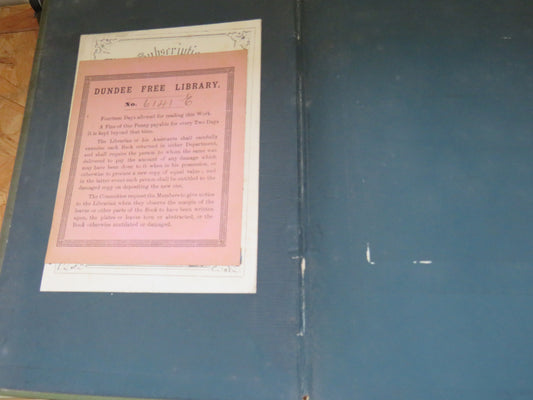 Subscripti
DUNDEE FREE LIBRARY.
No. 6141 6
Fourteen Days allowed for reading this Work.
A Fine of One Penny payable for every Two Days
it is kept beyond that time.
The Librarian or his Assistants shall carefully
examine each Book returned in either Department,
and shall require the person to whom the same was
delivered to pay the amount of any damage which
may have been done to it when in his possession, or
otherwise to procure a new copy of equal value; and
in the latter event such person shall be entitled to the
damaged copy on depositing the new one.
The Committee request the Members to give notice
to the Librarian when they observe the margin of the
leaves or other parts of the Book to have been written
upon, the plates or leaves torn or abstracted, or the
Book otherwise mutilated or damaged.